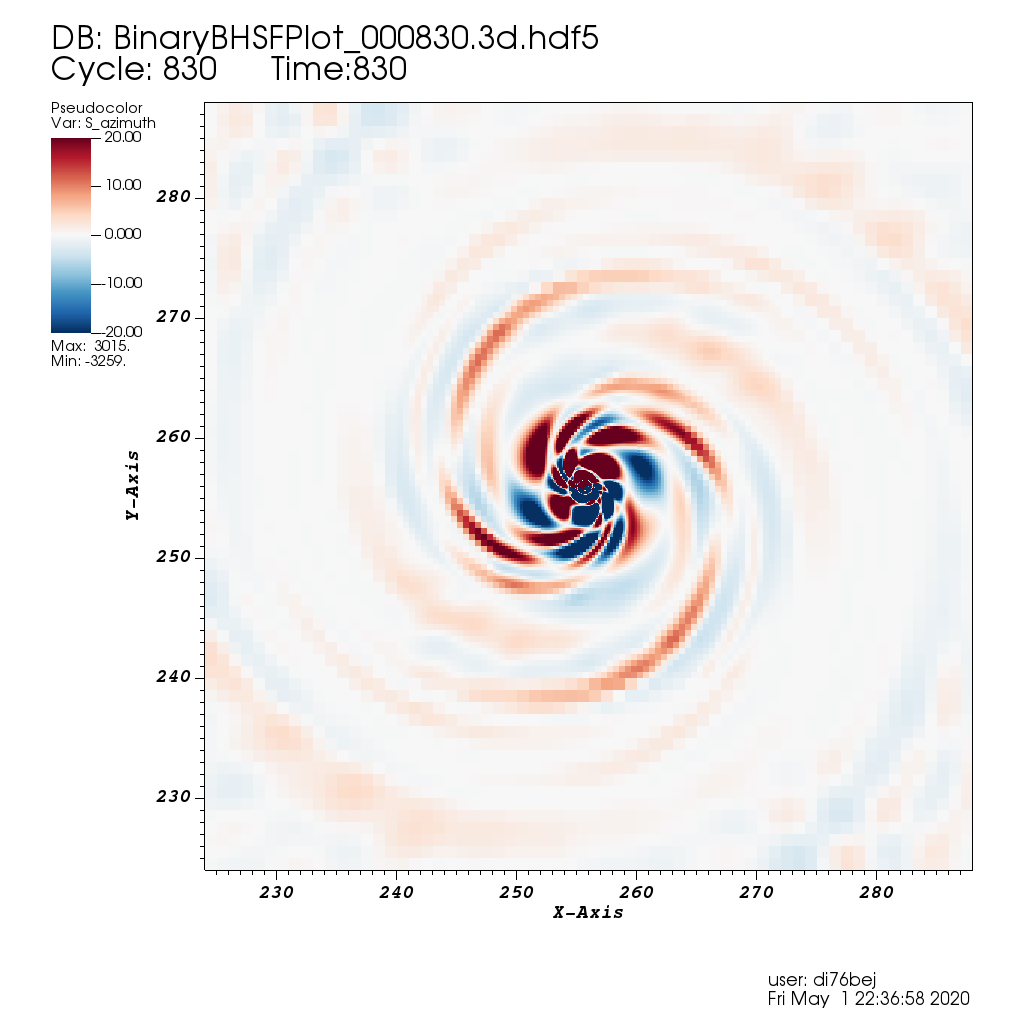 DB: BinaryBHSFPlot_000830.3d.hdf5
Cycle: 830 Time:830
Pseudocolor
Var: S_azimuth
20.00
10.00
0.000
-10.00
-20.00
Max: 3015.
Min: -3259.
280
270
260
250
240
230
Y-Axis
230 240 250 260 270 280
X-Axis
user: di76bej
Fri May 1 22:36:58 2020